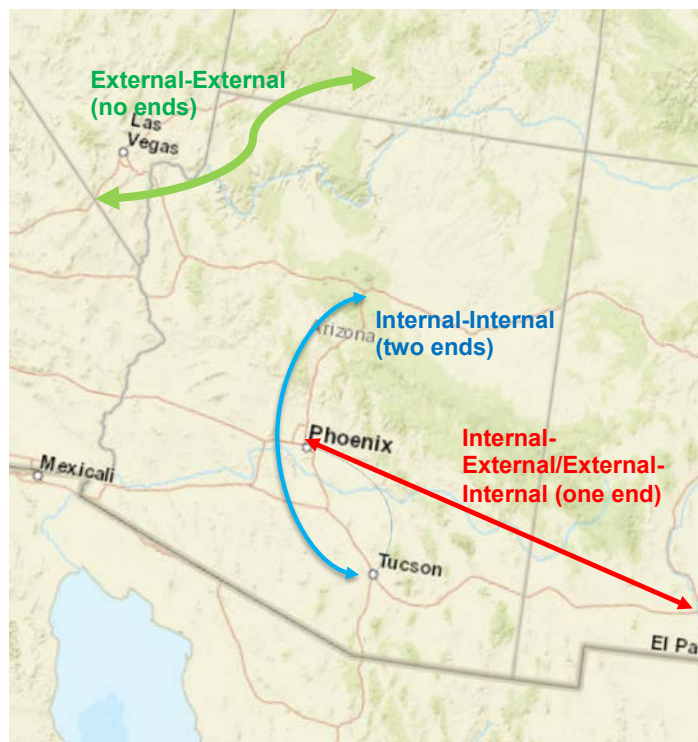 External-External
(no ends)
Las
Vegas
Internal-Internal
(two ends)
Arizona
Phoenix
Internal-
External/External-
Internal (one end)
Mexicali
Tucson
El Pa